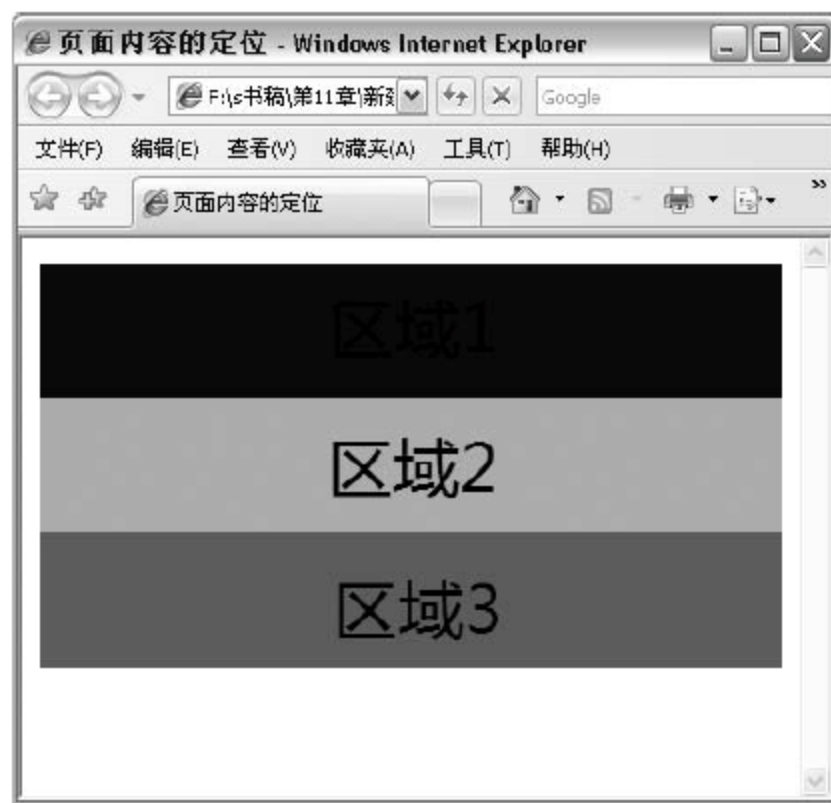 页面内容的定位 - Windows Internet Explorer
F:\s书稿\第11章\新建
Google
文件(F) 编辑(E) 查看(V) 收藏夹(A) 工具(T) 帮助(H)
页面内容的定位
区域1
区域2
区域3